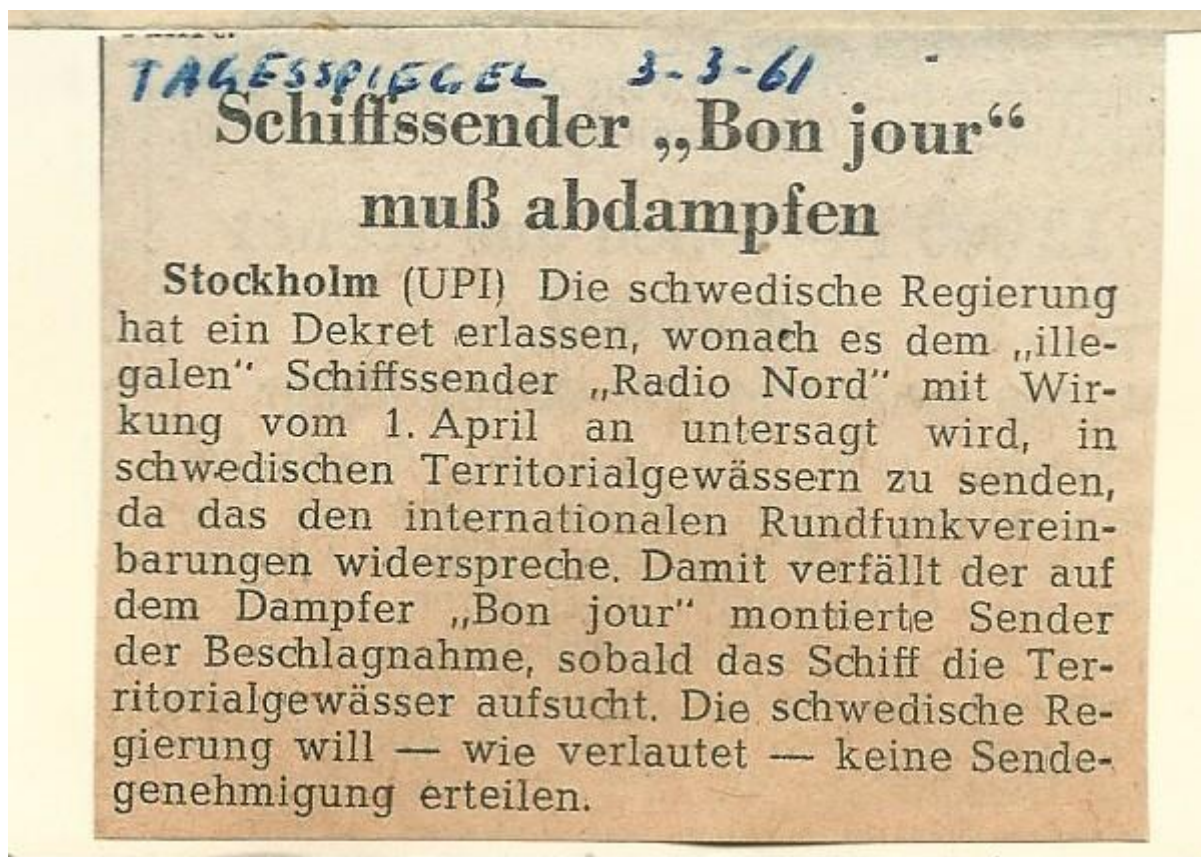 TAGESSPIEGEL 3-3-61
Schiffssender „Bon jour“
muß abdampfen
Stockholm (UPI) Die schwedische Regierung
hat ein Dekret erlassen, wonach es dem „ille-
galen“ Schiffssender „Radio Nord“ mit Wir-
kung vom 1. April an untersagt wird, in
schwedischen Territorialgewässern zu senden,
da das den internationalen Rundfunkverein-
barungen widerspreche. Damit verfällt der auf
dem Dampfer „Bon jour“ montierte Sender
der Beschlagnahme, sobald das Schiff die Ter-
ritorialgewässer aufsucht. Die schwedische Re-
gierung will — wie verlautet — keine Sende-
genehmigung erteilen.